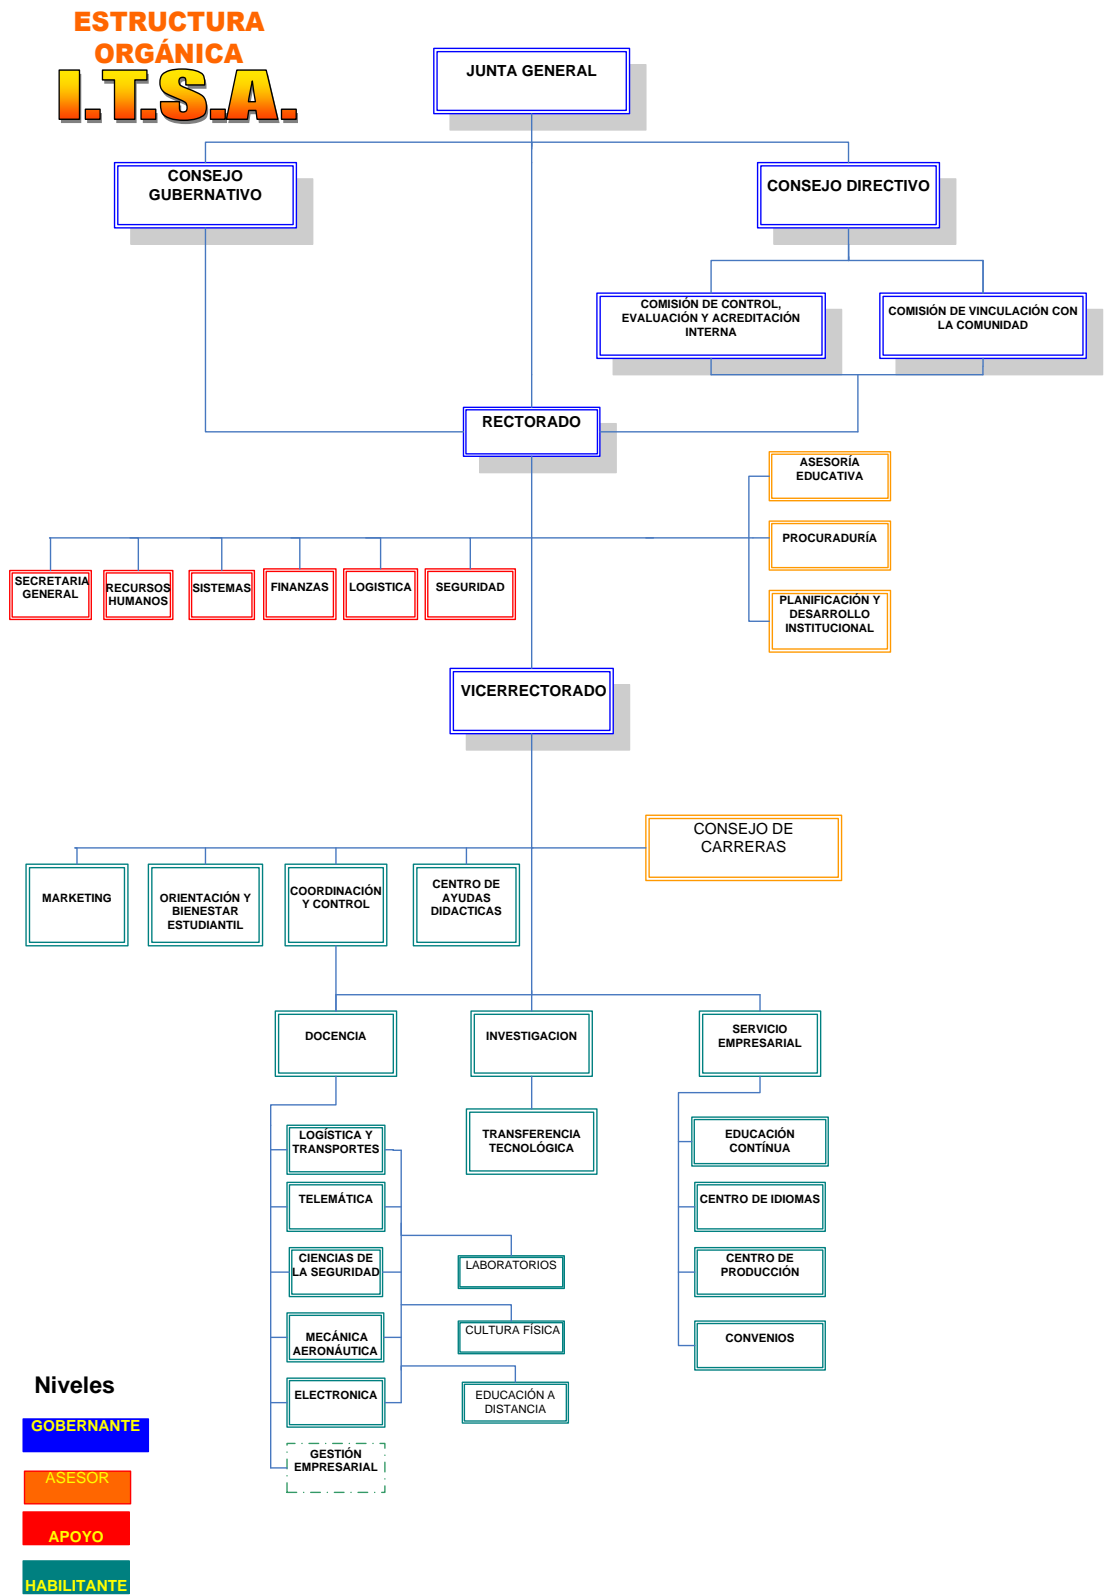 ESTRUCTURA
ORGÁNICA
I.T.S.A.
JUNTA GENERAL
CONSEJO
GUBERNATIVO
CONSEJO DIRECTIVO
COMISIÓN DE CONTROL,
EVALUACIÓN Y ACREDITACIÓN
INTERNA
COMISIÓN DE VINCULACIÓN CON
LA COMUNIDAD
RECTORADO
ASESORÍA
EDUCATIVA
PROCURADURÍA
PLANIFICACIÓN Y
DESARROLLO
INSTITUCIONAL
SECRETARIA
GENERAL
RECURSOS
HUMANOS
SISTEMAS
FINANZAS
LOGISTICA
SEGURIDAD
VICERRECTORADO
CONSEJO DE
CARRERAS
MARKETING
ORIENTACIÓN Y
BIENESTAR
ESTUDIANTIL
COORDINACIÓN
Y CONTROL
CENTRO DE
AYUDAS
DIDACTICAS
DOCENCIA
INVESTIGACION
SERVICIO
EMPRESARIAL
LOGÍSTICA Y
TRANSPORTES
TELEMÁTICA
CIENCIAS DE
LA SEGURIDAD
MECÁNICA
AERONÁUTICA
ELECTRONICA
GESTIÓN
EMPRESARIAL
TRANSFERENCIA
TECNOLÓGICA
LABORATORIOS
CULTURA FÍSICA
EDUCACIÓN A
DISTANCIA
EDUCACIÓN
CONTÍNUA
CENTRO DE IDIOMAS
CENTRO DE
PRODUCCIÓN
CONVENIOS
Niveles
GOBERNANTE
ASESOR
APOYO
HABILITANTE